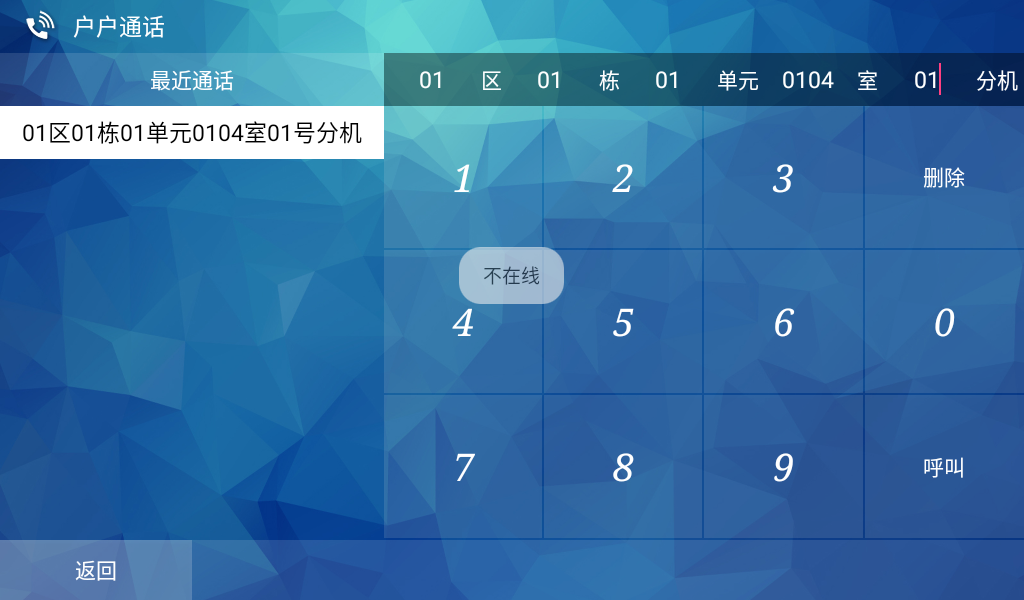 户户通话
最近通话
01 区 01 栋 01 单元 0104 室 01 分机
01区01栋01单元0104室01号分机
1 2 3 删除
不在线
4 5 6 0
7 8 9 呼叫
返回